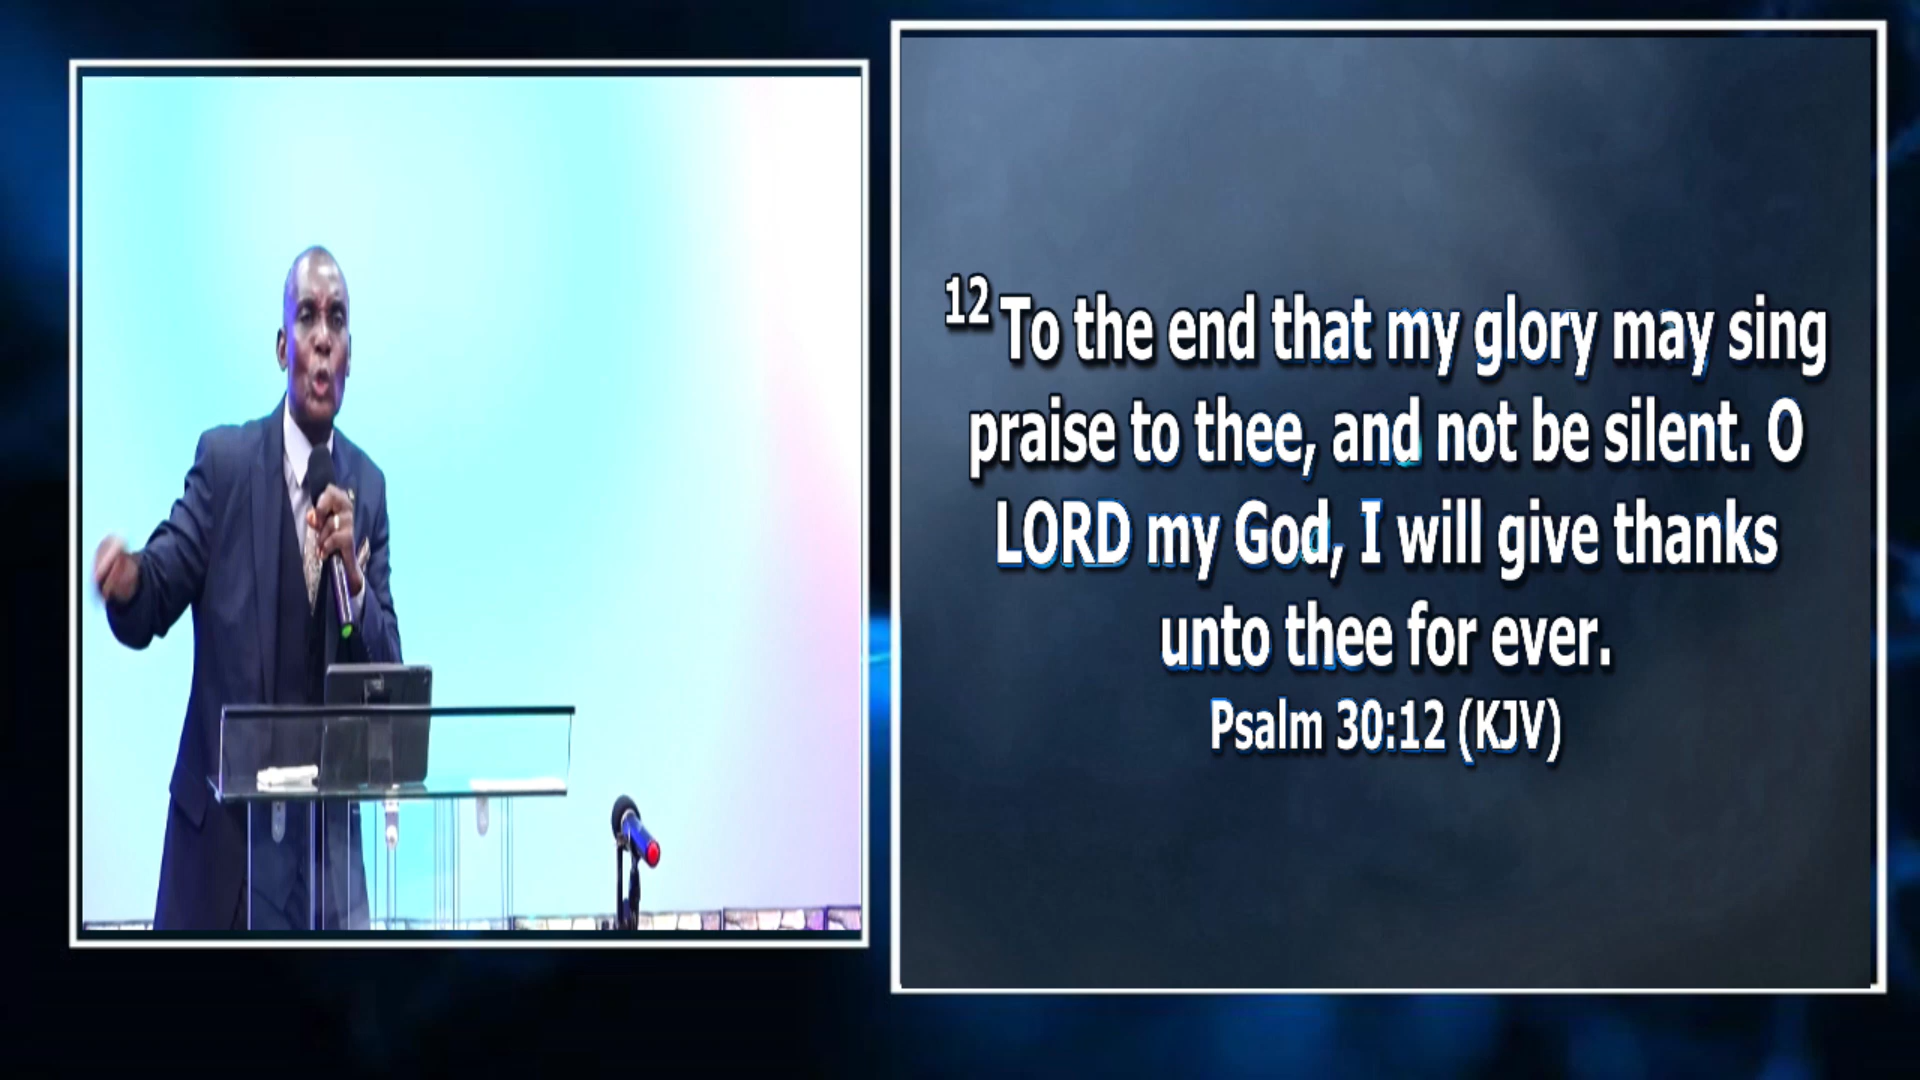 12 To the end that my glory may sing
praise to thee, and not be silent. O
LORD my God, I will give thanks
unto thee for ever.
Psalm 30:12 (KJV)